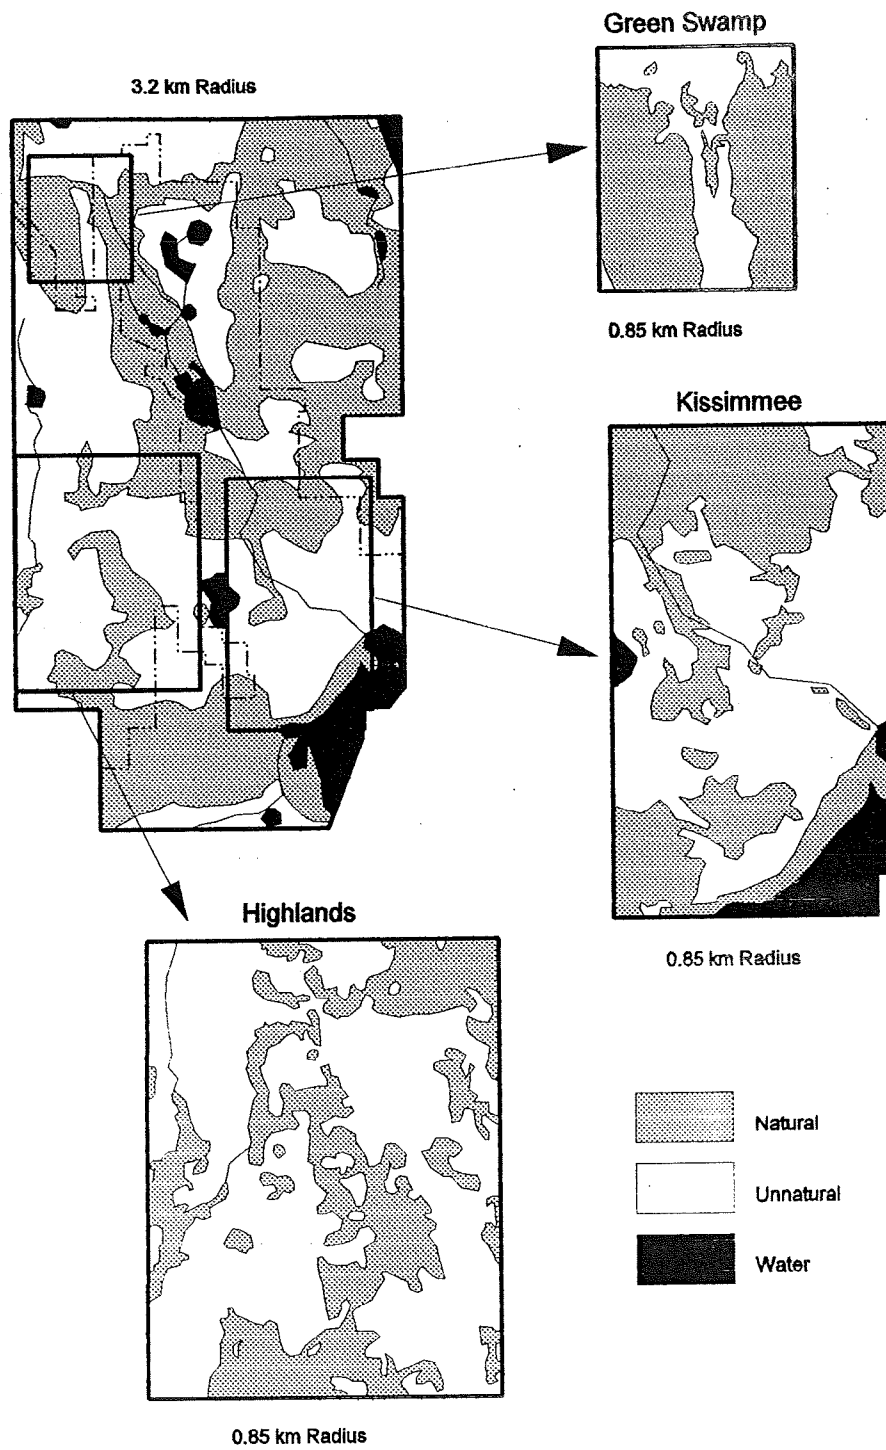 Green Swamp
3.2 km Radius
0.85 km Radius
Kissimmee
0.85 km Radius
Highlands
0.85 km Radius
Natural
Unnatural
Water